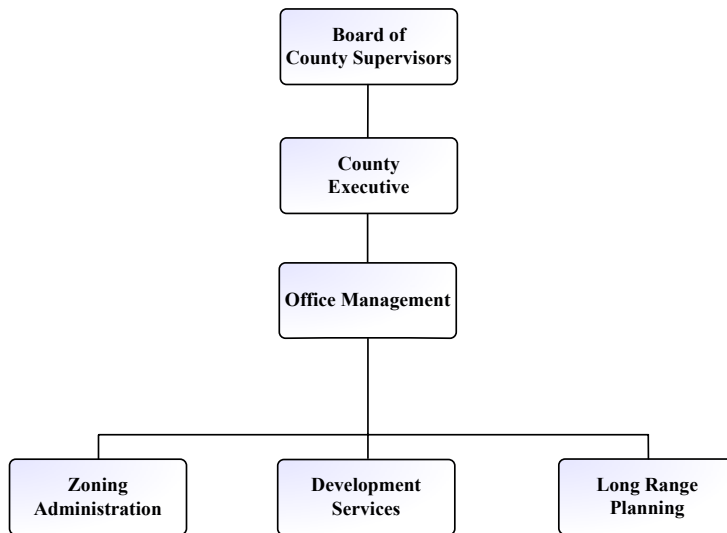 Board of
County Supervisors
County
Executive
Office Management
Zoning
Administration
Development
Services
Long Range
Planning